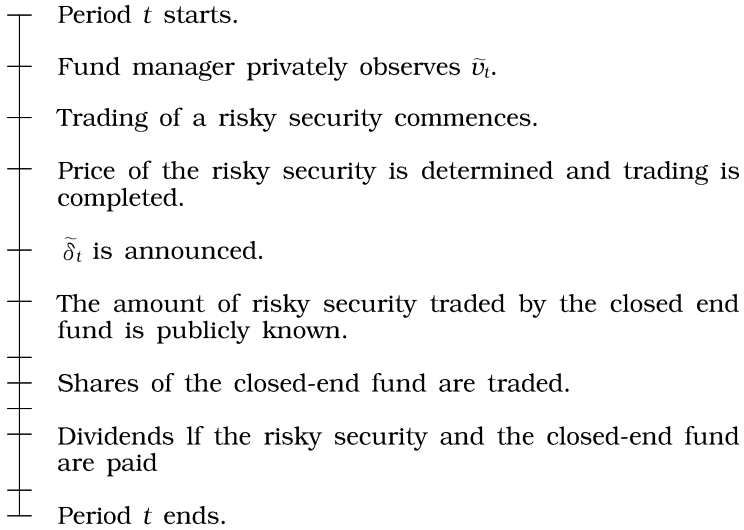 Period t starts.
Fund manager privately observes ṽₜ.
Trading of a risky security commences.
Price of the risky security is determined and trading is
completed.
δ̃ₜ is announced.
The amount of risky security traded by the closed end
fund is publicly known.
Shares of the closed-end fund are traded.
Dividends lf the risky security and the closed-end fund
are paid
Period t ends.